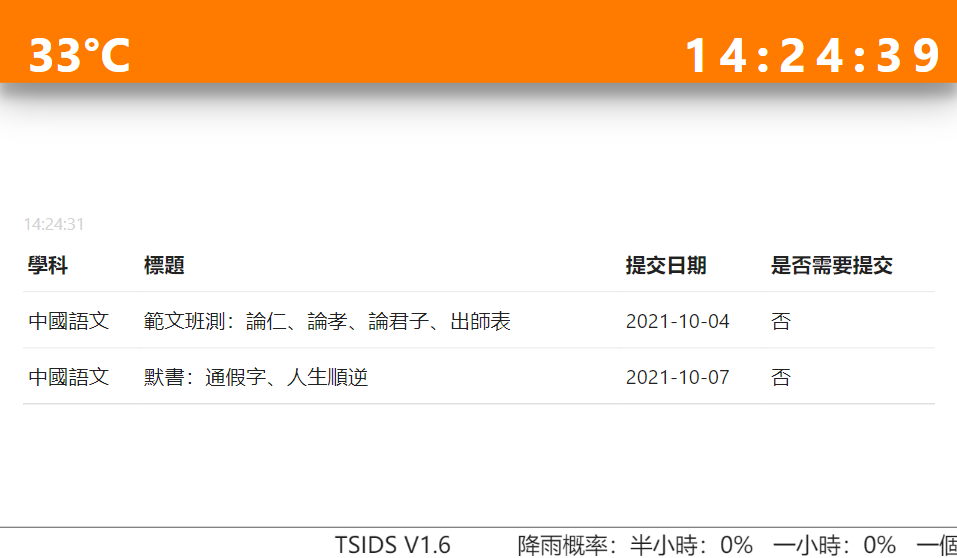 33°C 14:24:39
14:24:31
學科 標題 提交日期 是否需要提交
中國語文 範文班測：論仁、論孝、論君子、出師表 2021-10-04 否
中國語文 默書：通假字、人生順逆 2021-10-07 否
TSIDS V1.6 降雨概率：半小時：0% 一小時：0% 一個